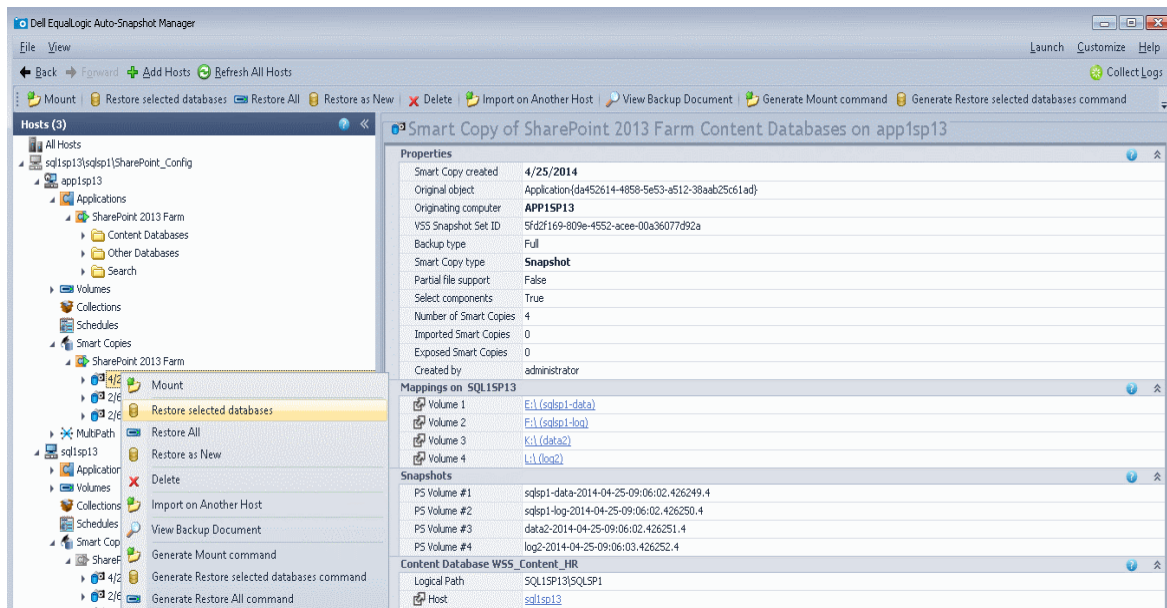 Dell EqualLogic Auto-Snapshot Manager
File View Launch Customize Help
Back Forward Add Hosts Refresh All Hosts Collect Logs
Mount Restore selected databases Restore All Restore as New Delete Import on Another Host View Backup Document Generate Mount command Generate Restore selected databases command
Hosts (3)
All Hosts
sql1sp13\sqlsp1\SharePoint_Config
app1sp13
Applications
SharePoint 2013 Farm
Content Databases
Other Databases
Search
Volumes
Collections
Schedules
Smart Copies
SharePoint 2013 Farm
4/2
2/6
2/6
MultiPath
sql1sp13
Application
Volumes
Collections
Schedules
Smart Cop
ShareP
4/2
2/6
Mount
Restore selected databases
Restore All
Restore as New
Delete
Import on Another Host
View Backup Document
Generate Mount command
Generate Restore selected databases command
Generate Restore All command
Smart Copy of SharePoint 2013 Farm Content Databases on app1sp13
Properties
Smart Copy created 4/25/2014
Original object Application{da452614-4858-5e53-a512-38aab25c61ad}
Originating computer APP1SP13
VSS Snapshot Set ID 5fd2f169-809e-4552-acee-00a36077d92a
Backup type Full
Smart Copy type Snapshot
Partial file support False
Select components True
Number of Smart Copies 4
Imported Smart Copies 0
Exposed Smart Copies 0
Created by administrator
Mappings on SQL1SP13
Volume 1 E:\ (sqlsp1-data)
Volume 2 F:\ (sqlsp1-log)
Volume 3 K:\ (data2)
Volume 4 L:\ (log2)
Snapshots
PS Volume #1 sqlsp1-data-2014-04-25-09:06:02.426249.4
PS Volume #2 sqlsp1-log-2014-04-25-09:06:02.426250.4
PS Volume #3 data2-2014-04-25-09:06:02.426251.4
PS Volume #4 log2-2014-04-25-09:06:03.426252.4
Content Database WSS_Content_HR
Logical Path SQL1SP13\SQLSP1
Host sql1sp13